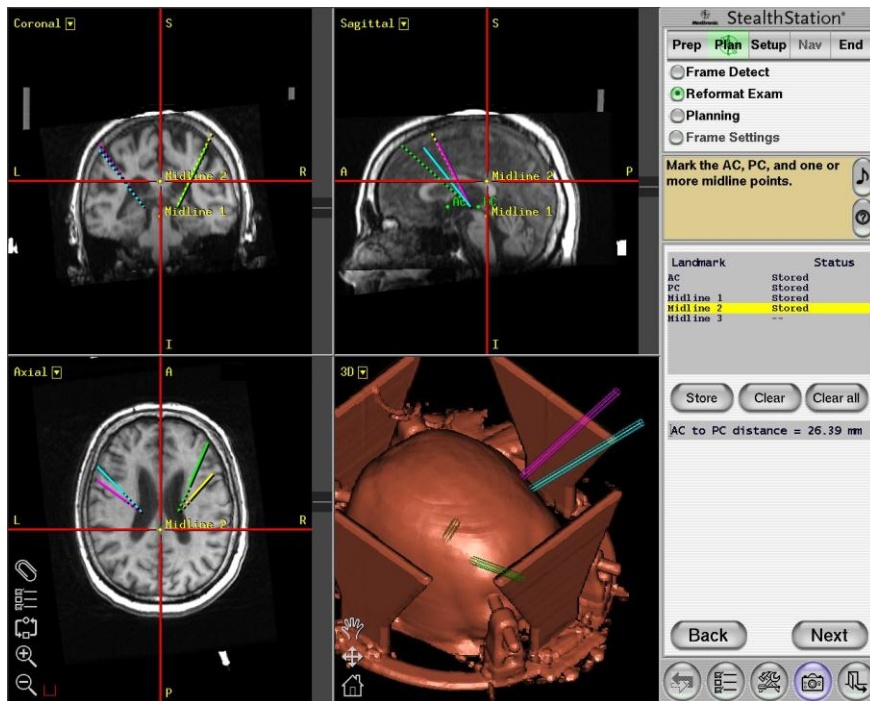 Coronal
S
L
R
Midline 2
Midline 1
I
Sagittal
S
A
P
Midline 2
AC
PC
Midline 1
I
Axial
A
L
R
Midline 2
P
3D
Medtronic
StealthStation®
Prep Plan Setup Nav End
Frame Detect
Reformat Exam
Planning
Frame Settings
Mark the AC, PC, and one or
more midline points.
Landmark Status
AC Stored
PC Stored
Midline 1 Stored
Midline 2 Stored
Midline 3 --
Store Clear Clear all
AC to PC distance = 26.39 mm
Back Next